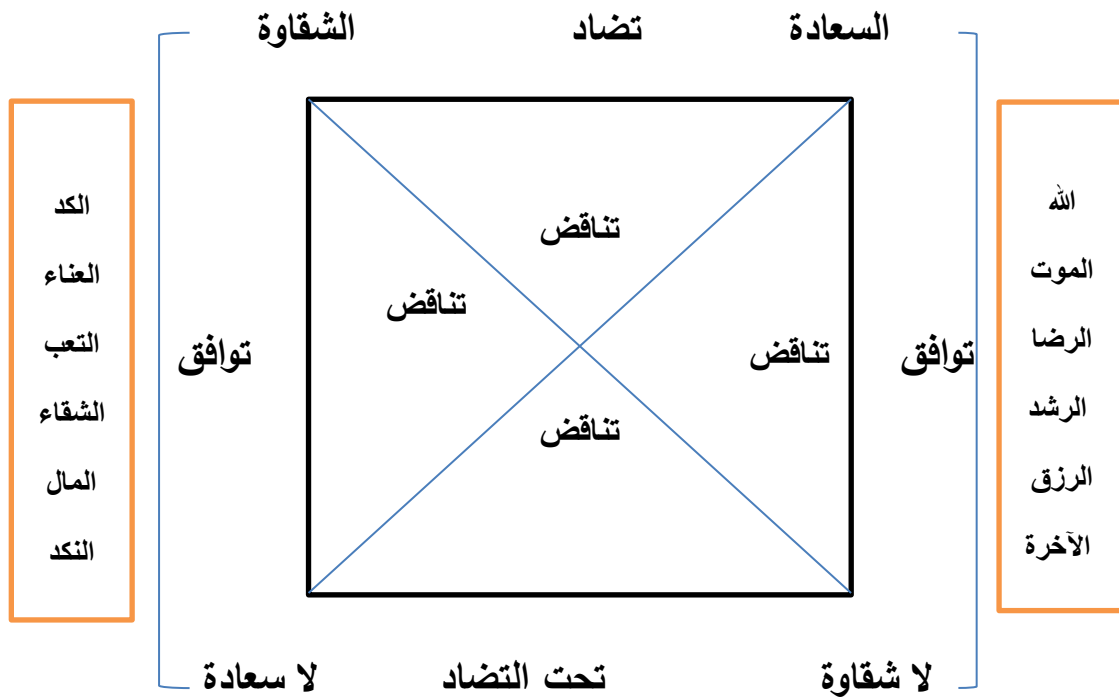 السعادة تضاد الشقاوة
الله
الموت
الرضا
الرشد
الرزق
الآخرة
توافق
تناقض
تناقض
تناقض
تناقض
توافق
الكد
العناء
التعب
الشقاء
المال
النكد
لا شقاوة تحت التضاد لا سعادة